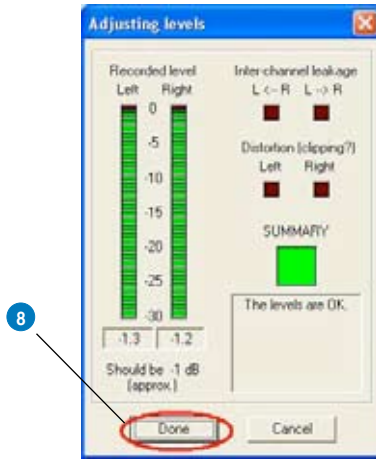 Adjusting levels
Recorded level
Left Right
0
-5
-10
-15
-20
-25
-30
-1.3 -1.2
Should be -1 dB
(approx.)
Inter-channel leakage
L <-- R L --> R
Distortion (clipping?)
Left Right
SUMMARY
The levels are OK.
8
Done Cancel